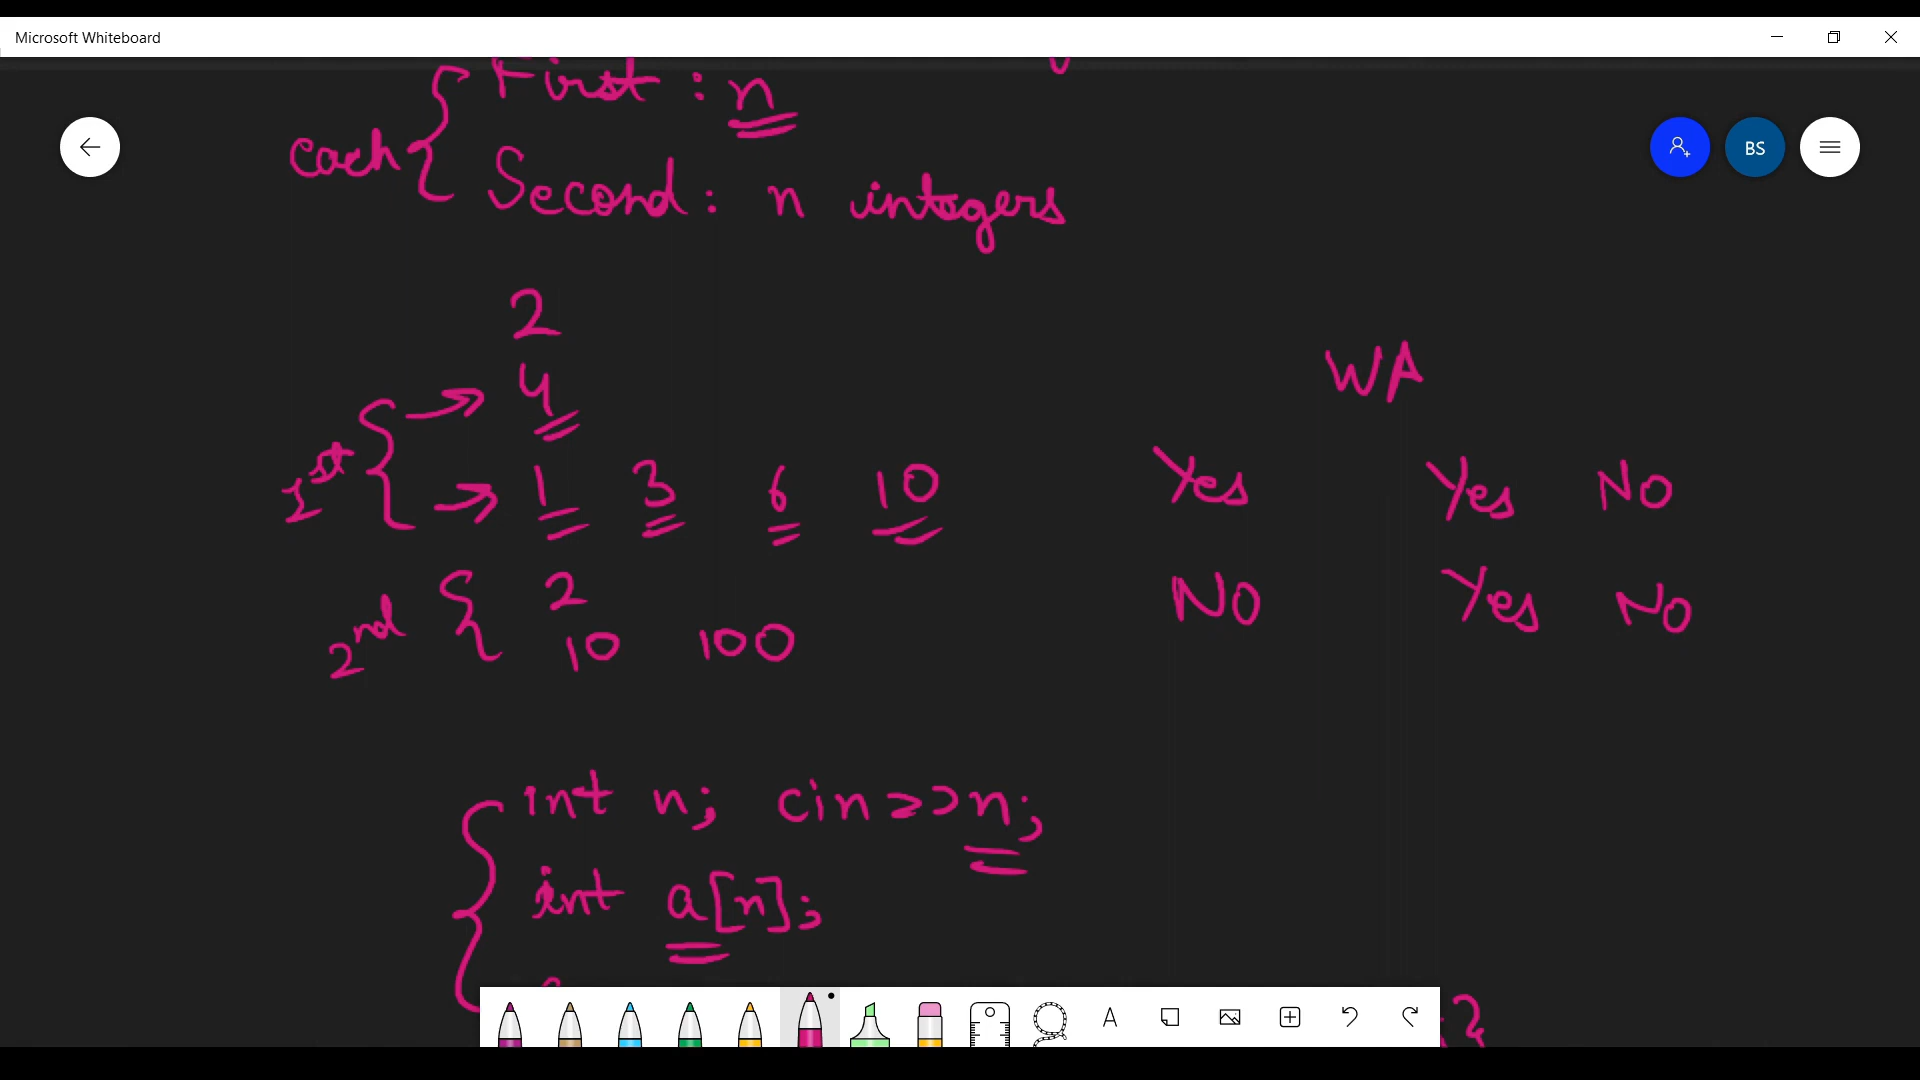 Microsoft Whiteboard
First : n
each
BS
Second : n integers
2
WA
4
1st
1 3 6 10 Yes Yes No
2 No Yes No
2nd
10 100
int n; cin>>n;
int a[n];
A